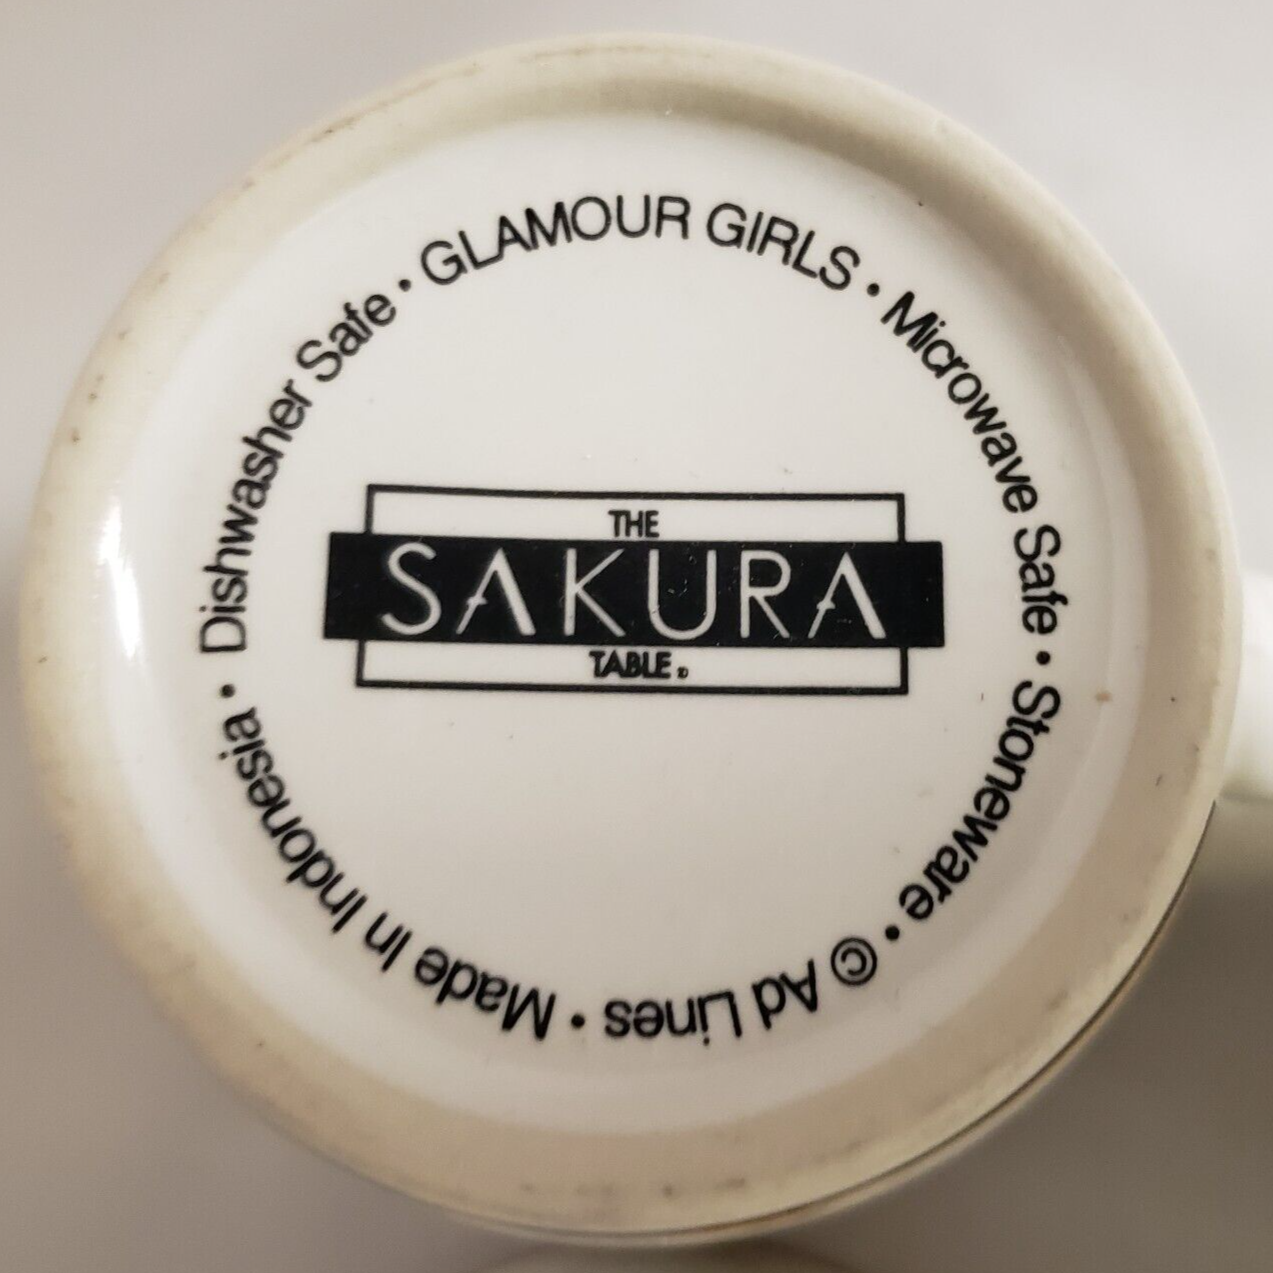 • GLAMOUR GIRLS • Microwave Safe • Stoneware • © Ad Lines • Made In Indonesia • Dishwasher Safe
THE
SAKURA
TABLE